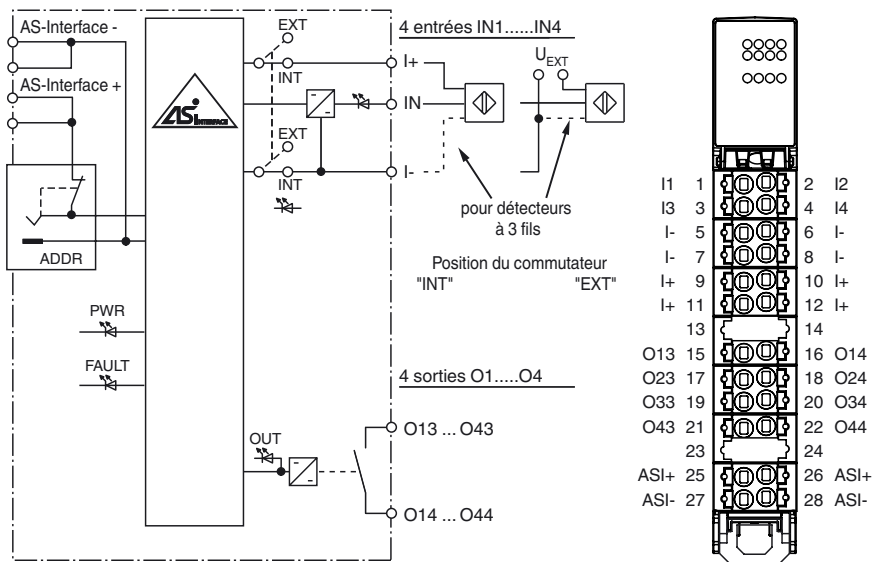 AS-Interface -
AS-Interface +
ADDR
PWR
FAULT
ASi INTERFACE
EXT
INT
EXT
INT
OUT
4 entrées IN1......IN4
I+
IN
I-
UEXT
pour détecteurs
à 3 fils
Position du commutateur
"INT" "EXT"
4 sorties O1.....O4
O13 ... O43
O14 ... O44
I1 1 2 I2
I3 3 4 I4
I- 5 6 I-
I- 7 8 I-
I+ 9 10 I+
I+ 11 12 I+
13 14
O13 15 16 O14
O23 17 18 O24
O33 19 20 O34
O43 21 22 O44
23 24
ASI+ 25 26 ASI+
ASI- 27 28 ASI-